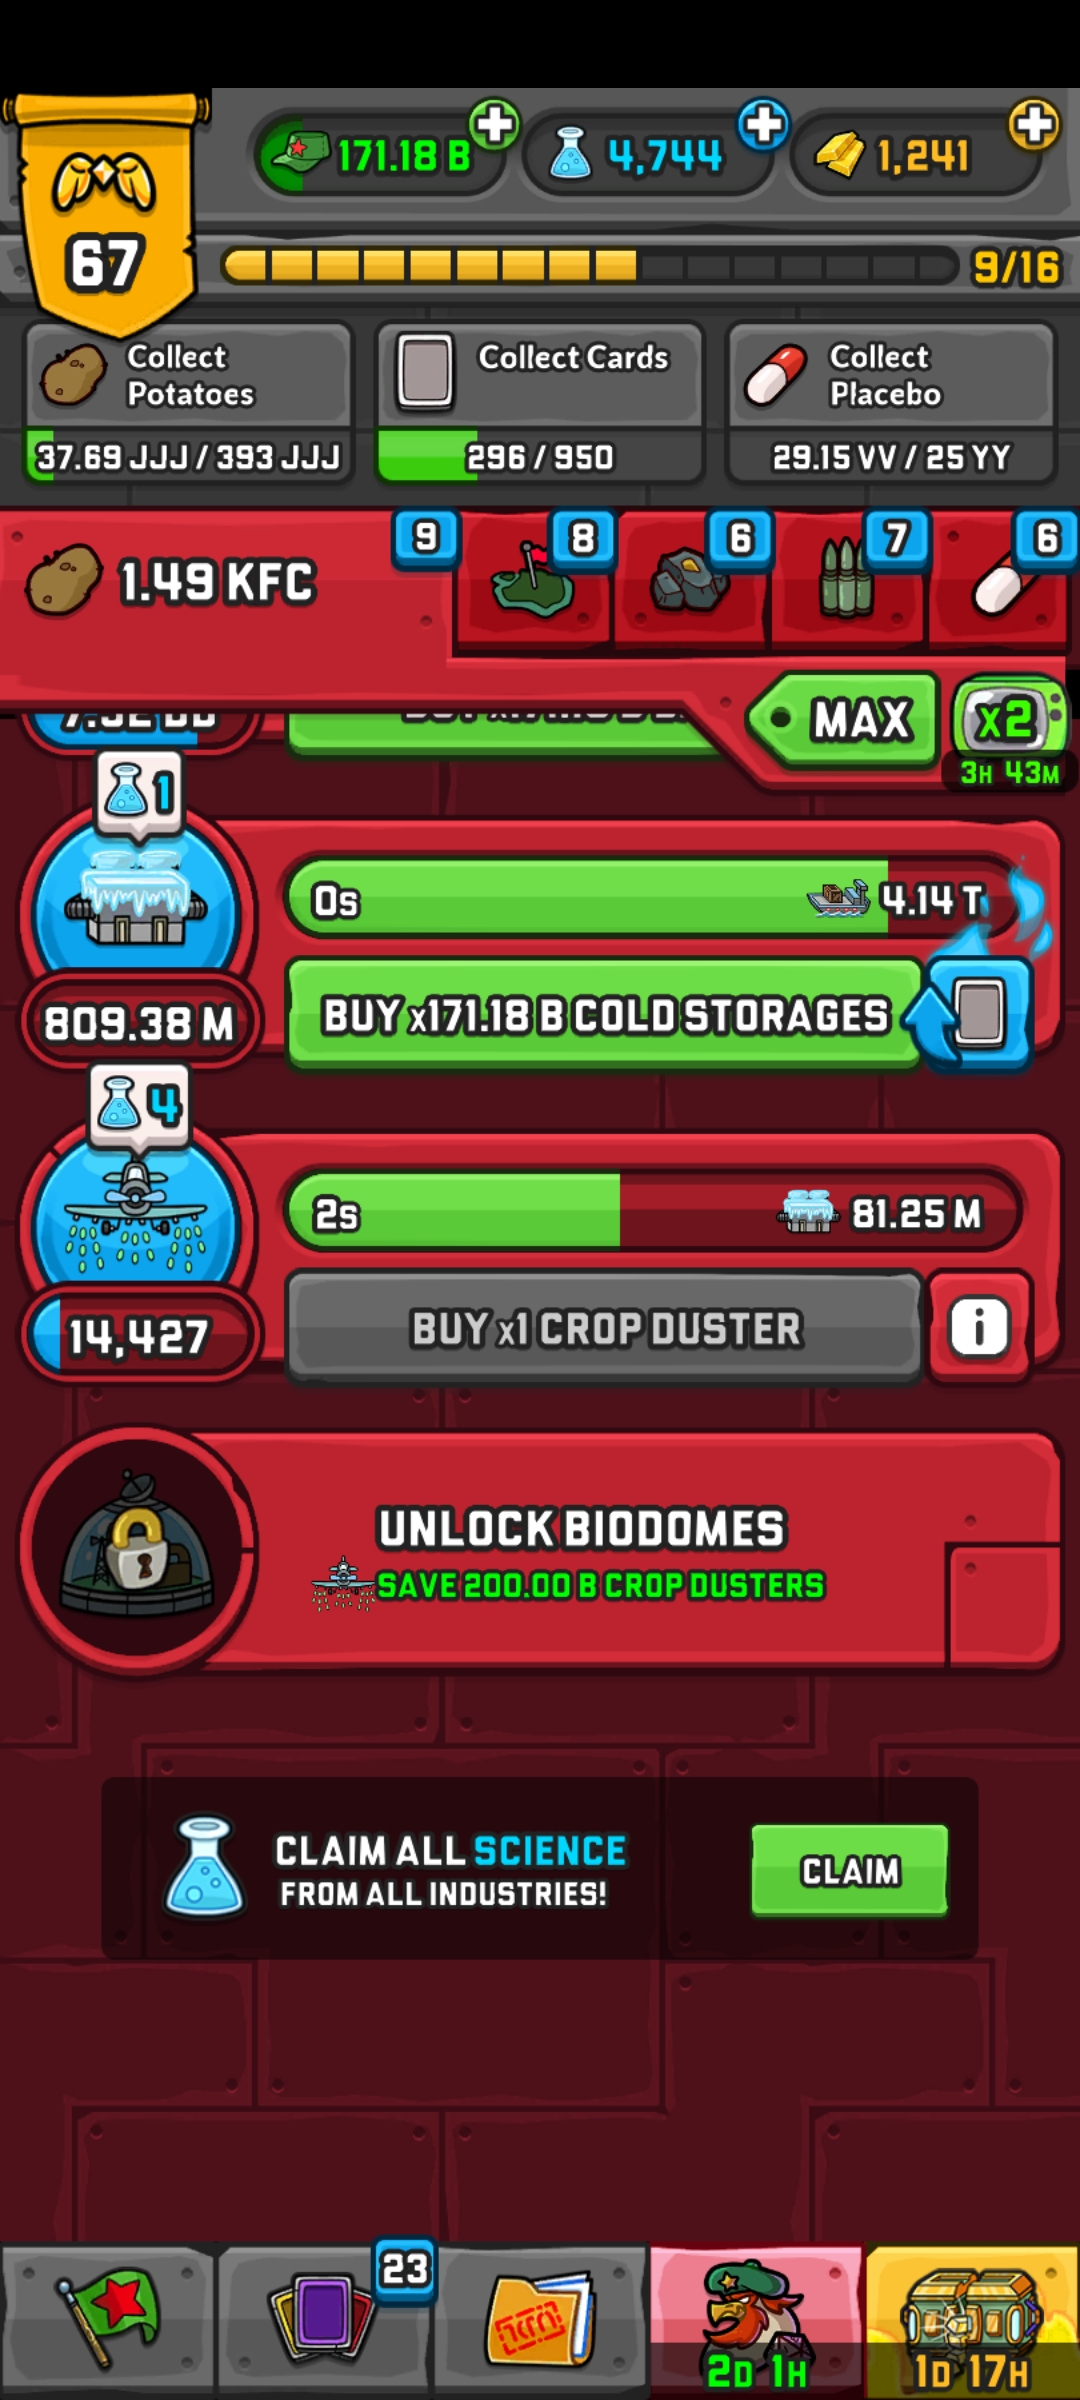 171.18 B
4,744
1,241
67
9/16
Collect
Potatoes
37.69 JJJ / 393 JJJ
Collect Cards
296 / 950
Collect
Placebo
29.15 VV / 25 YY
1.49 KFC
9
8
6
7
6
MAX
x2
3H 43M
1
0s
4.14 T
809.38 M
BUY x171.18 B COLD STORAGES
4
2s
81.25 M
14,427
BUY x1 CROP DUSTER
i
UNLOCK BIODOMES
SAVE 200.00 B CROP DUSTERS
CLAIM ALL SCIENCE
FROM ALL INDUSTRIES!
CLAIM
23
2D 1H
1D 17H